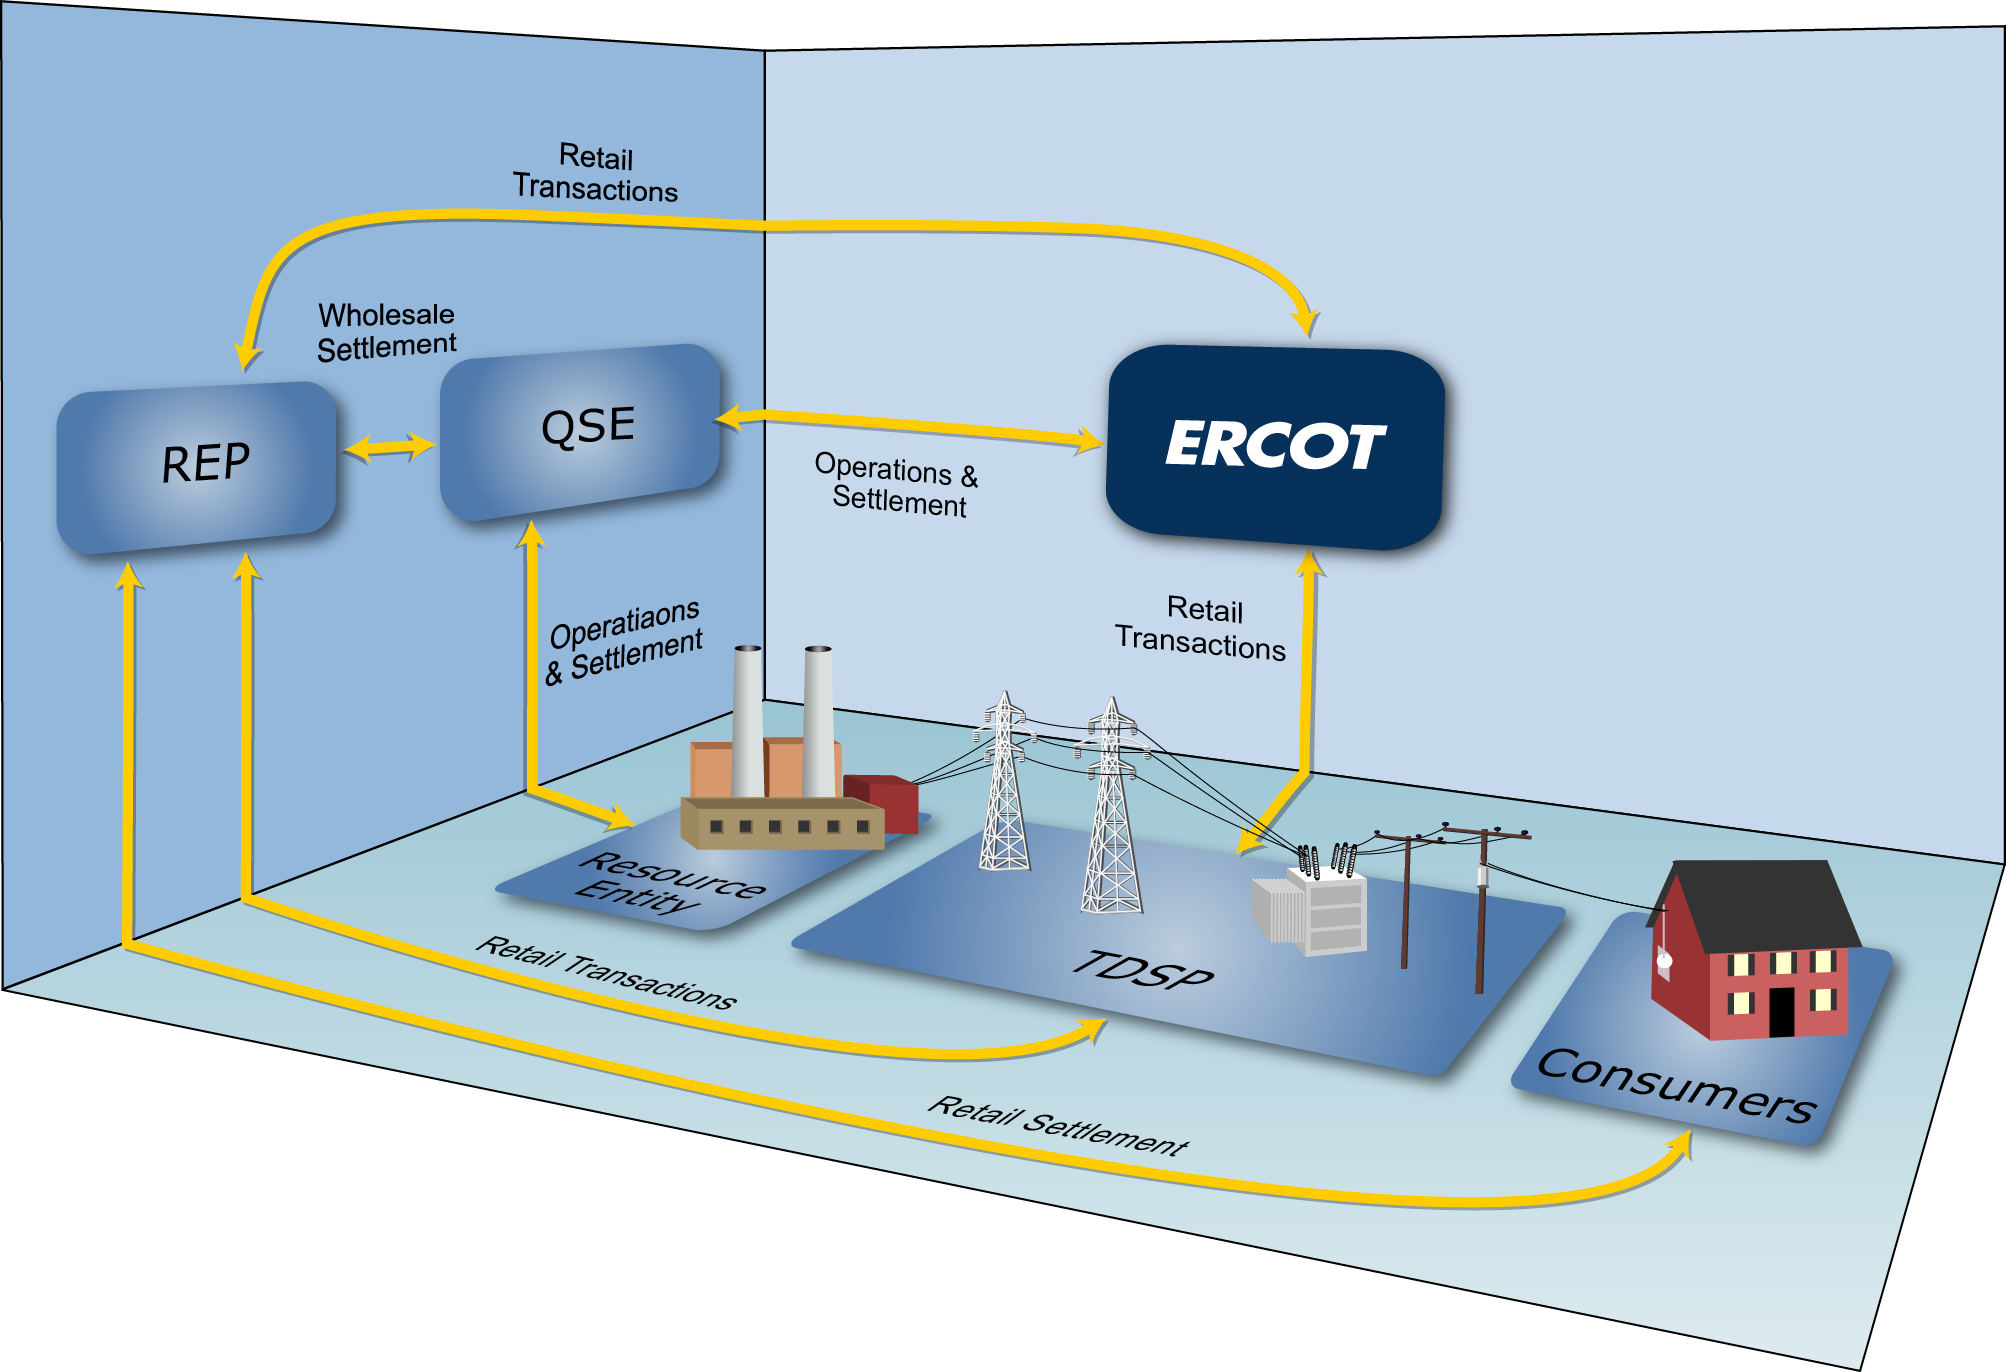 Retail
Transactions
Wholesale
Settlement
REP
QSE
ERCOT
Operations &
Settlement
Operatiaons
& Settlement
Retail
Transactions
Resource
Entity
TDSP
Consumers
Retail Transactions
Retail Settlement